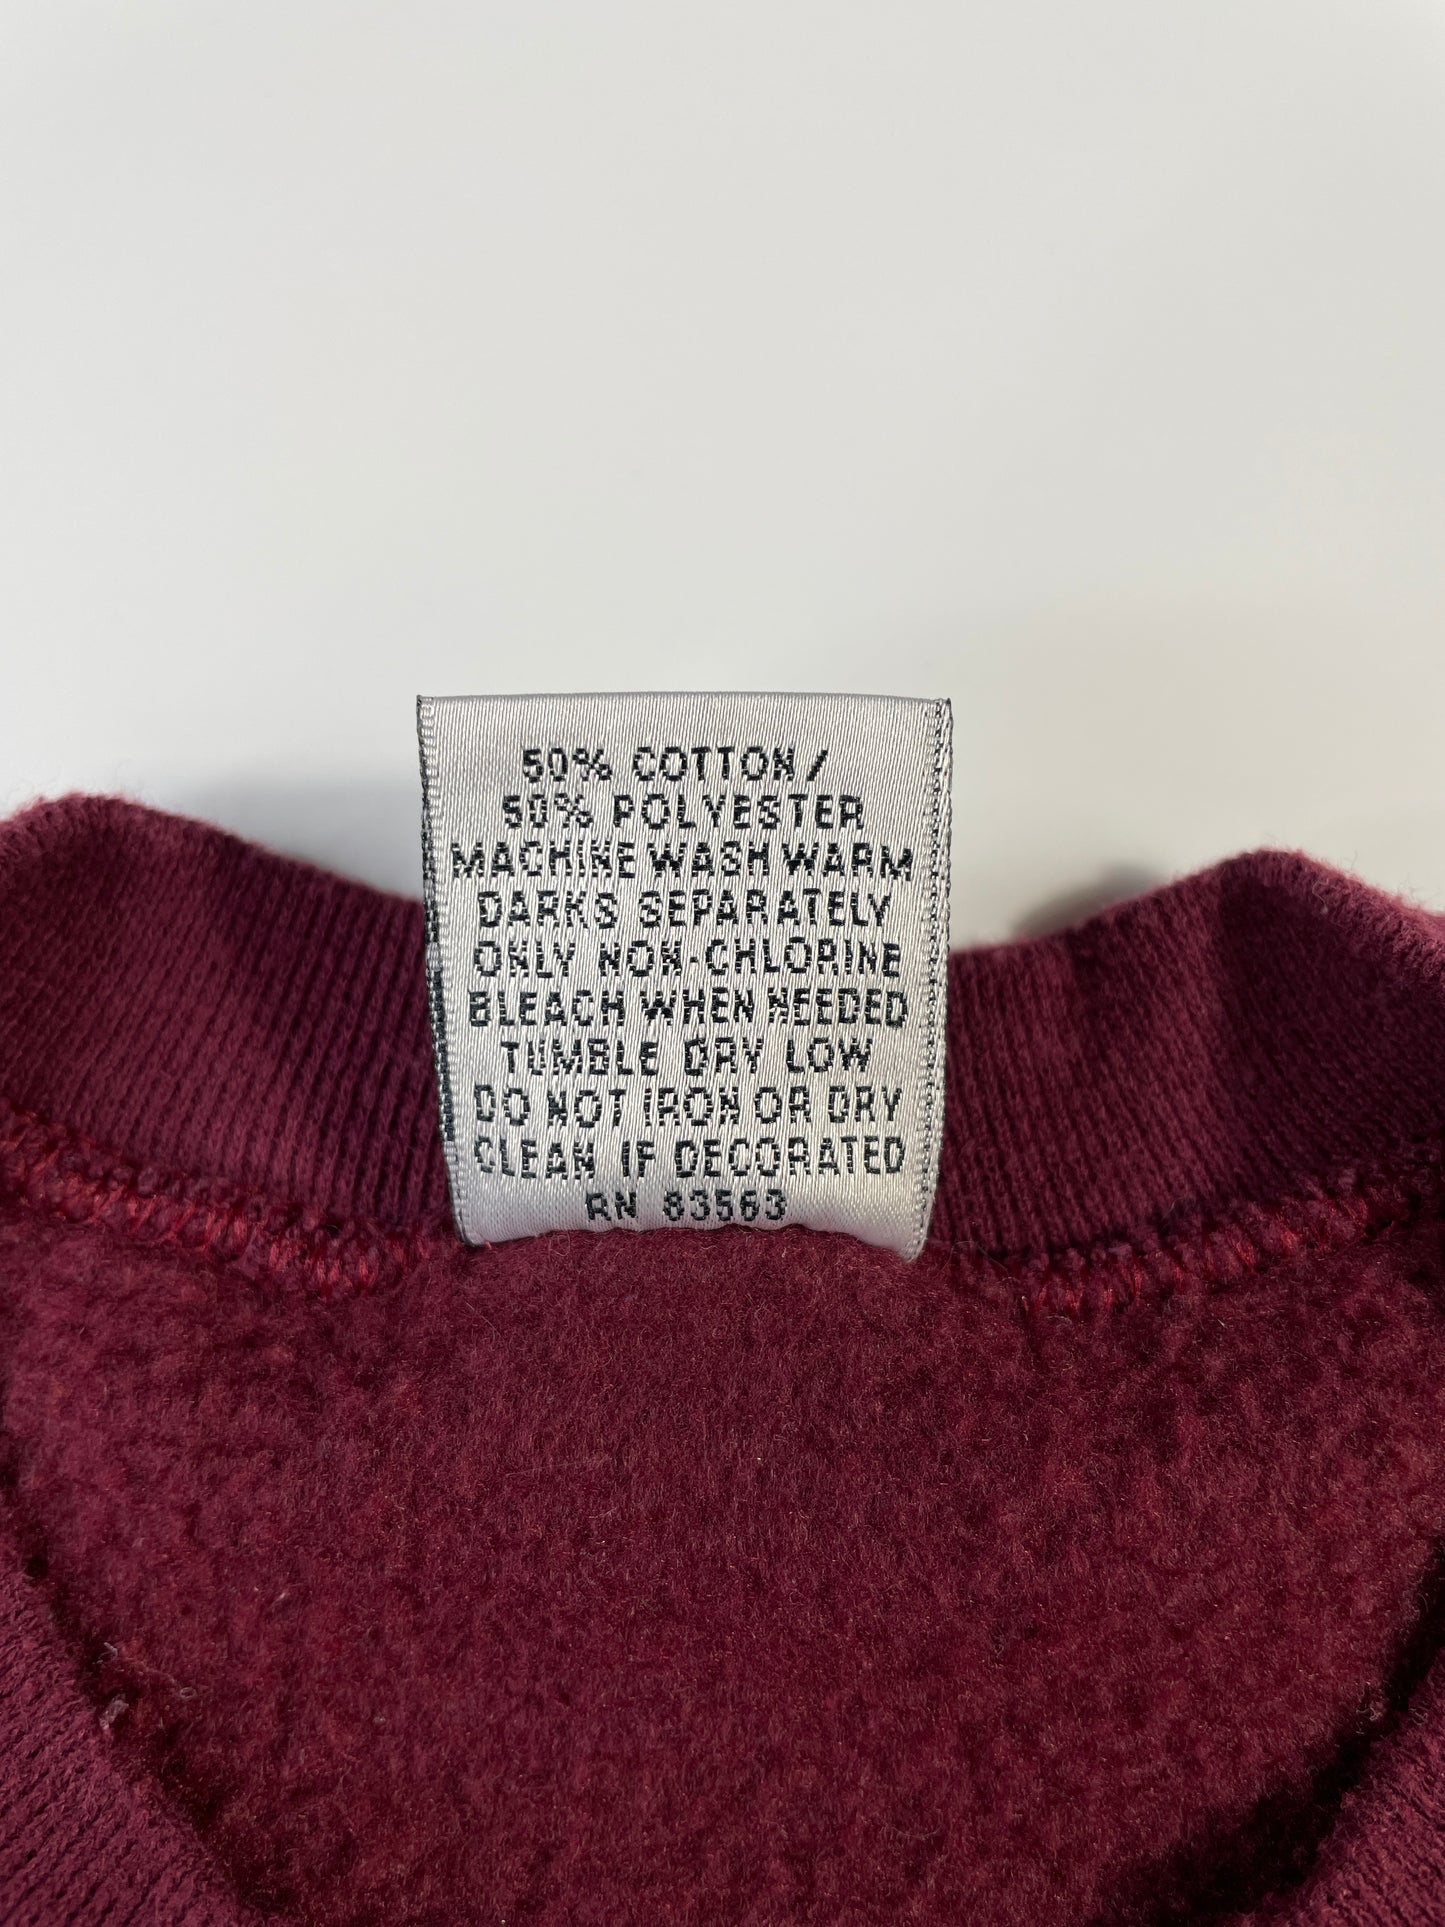 50% COTTON/
50% POLYESTER
MACHINE WASH WARM
DARKS SEPARATELY
ONLY NON-CHLORINE
BLEACH WHEN NEEDED
TUMBLE DRY LOW
DO NOT IRON OR DRY
CLEAN IF DECORATED
RN 83563